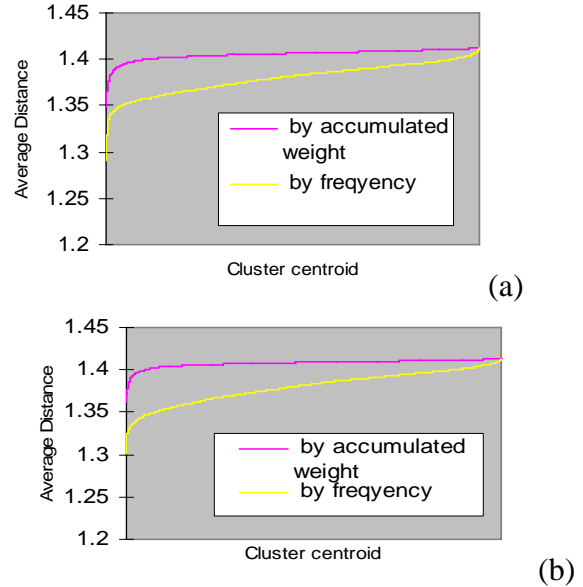 1.45
1.4
1.35
1.3
1.25
1.2
Average Distance
by accumulated
weight
by freqyency
Cluster centroid
(a)
1.45
1.4
1.35
1.3
1.25
1.2
Average Distance
by accumulated
weight
by freqyency
Cluster centroid
(b)